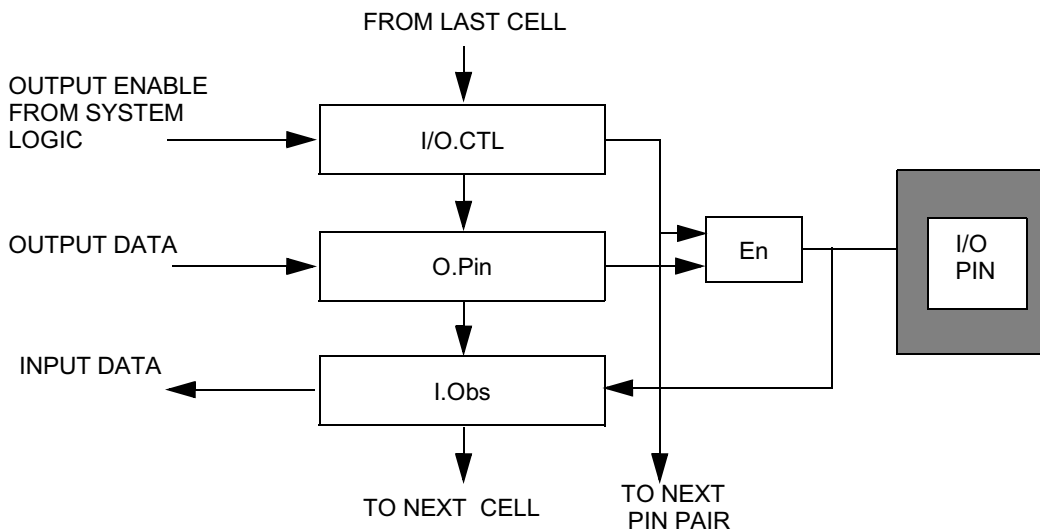 FROM LAST CELL
OUTPUT ENABLE
FROM SYSTEM
LOGIC
I/O.CTL
OUTPUT DATA
O.Pin
En
I/O
PIN
INPUT DATA
I.Obs
TO NEXT CELL
TO NEXT
PIN PAIR